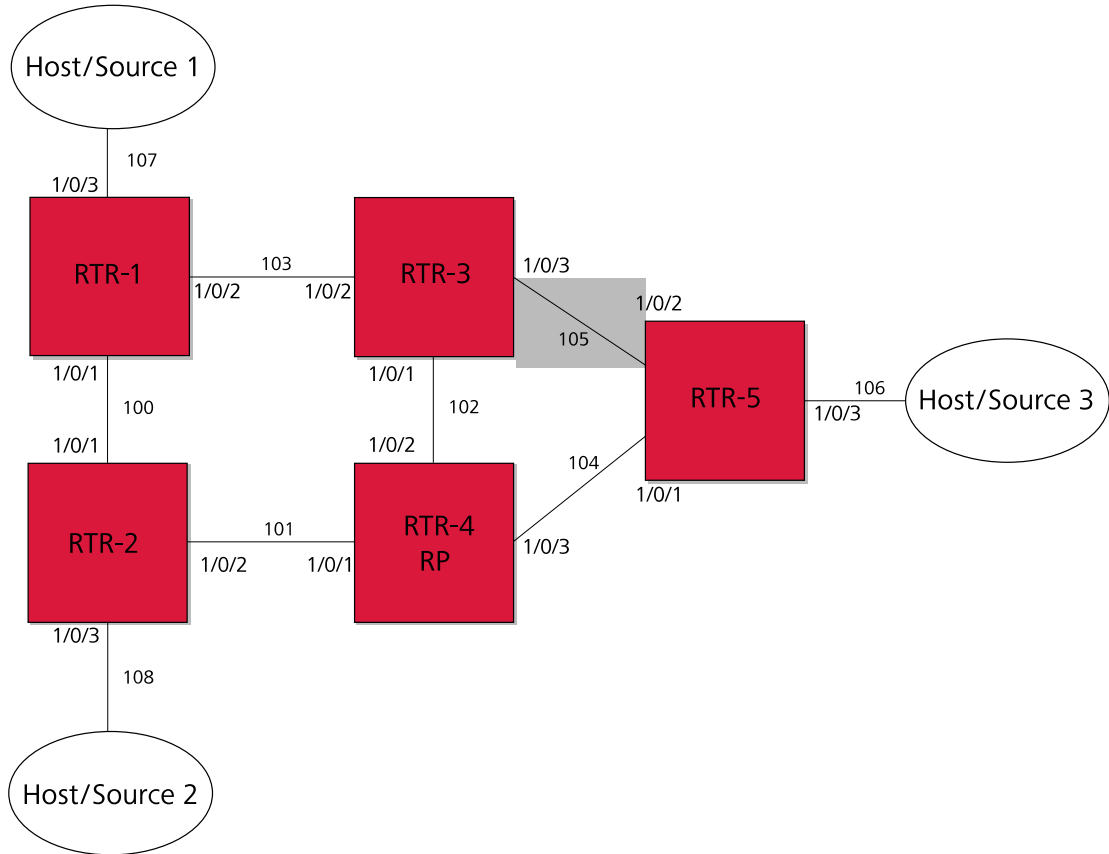 Host/Source 1
107
1/0/3
RTR-1
103
RTR-3
1/0/3
1/0/2
1/0/2
1/0/2
105
1/0/1
1/0/1
RTR-5
106
Host/Source 3
1/0/3
100
102
1/0/1
1/0/2
104
1/0/1
RTR-2
101
RTR-4
RP
1/0/2
1/0/1
1/0/3
1/0/3
108
Host/Source 2